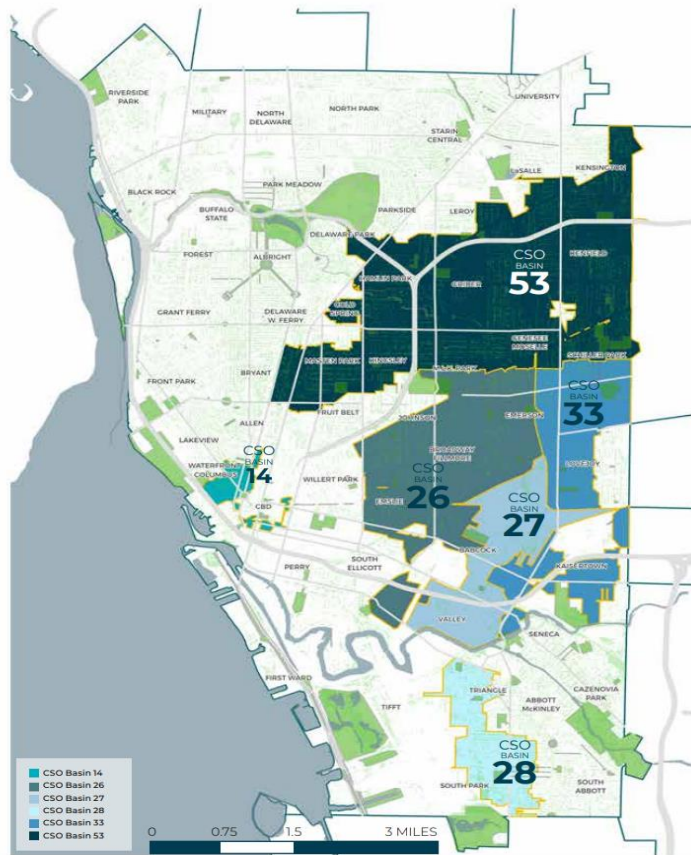 UNIVERSITY
RIVERSIDE
PARK
MILITARY
NORTH
DELAWARE
NORTH PARK
STARIN
CENTRAL
LaSALLE
KENSINGTON
BLACK ROCK
PARK MEADOW
BUFFALO
STATE
PARKSIDE
LEROY
DELAWARE PARK
FOREST
ALBRIGHT
CSO
BASIN
53
KENFIELD
HAMLIN PARK
GRIDER
GRANT FERRY
DELAWARE
W. FERRY
COLD
SPRING
GENESEE
MOSELLE
SCHILLER PARK
MASTEN PARK
KINGSLEY
BRYANT
FRONT PARK
CSO
BASIN
33
FRUIT BELT
JOHNSON
EMERSON
ALLEN
LAKEVIEW
CSO
BASIN
14
WATERFRONT
COLUMBUS
BROADWAY
FILLMORE
LOVEJOY
WILLERT PARK
CSO
BASIN
26
EMSLIE
CSO
BASIN
27
CBD
BABCOCK
KAISERTOWN
PERRY
SOUTH
ELLICOTT
VALLEY
SENECA
FIRST WARD
TRIANGLE
CAZENOVIA
PARK
ABBOTT
McKINLEY
TIFFT
CSO
BASIN
28
SOUTH PARK
SOUTH
ABBOTT
CSO Basin 14
CSO Basin 26
CSO Basin 27
CSO Basin 28
CSO Basin 33
CSO Basin 53
0 0.75 1.5 3 MILES